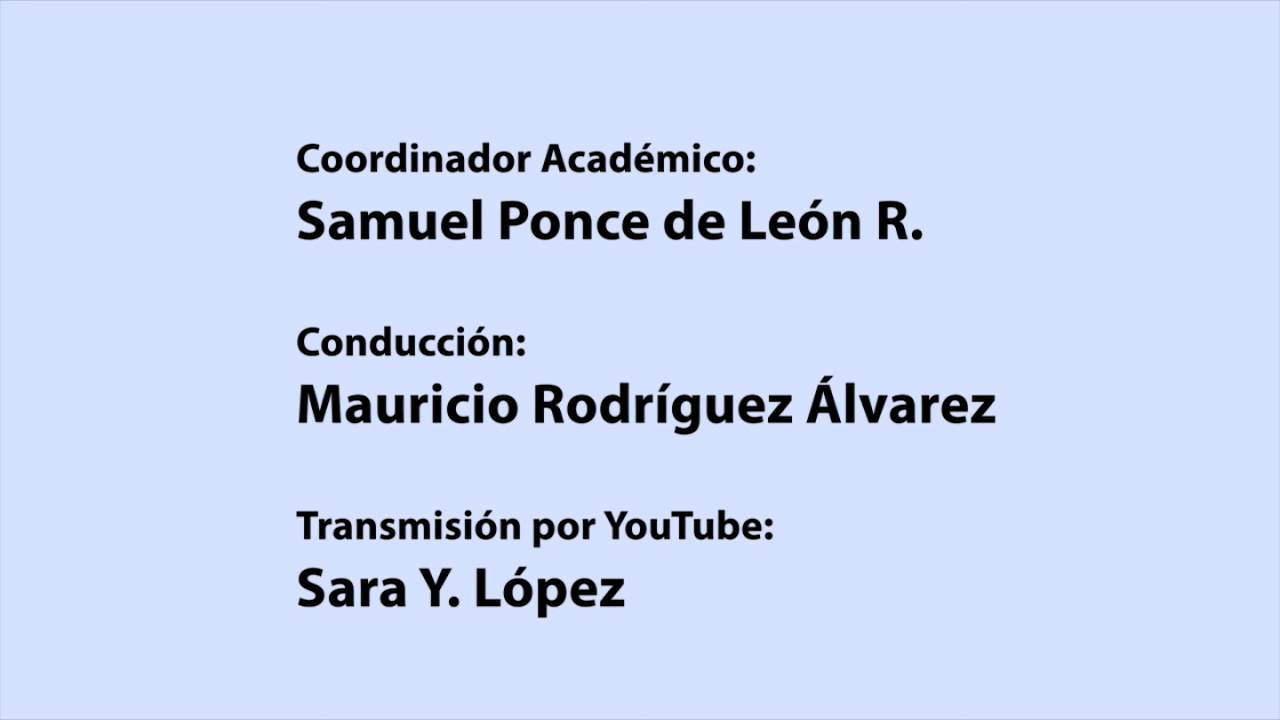 Coordinador Académico:
Samuel Ponce de León R.
Conducción:
Mauricio Rodríguez Álvarez
Transmisión por YouTube:
Sara Y. López